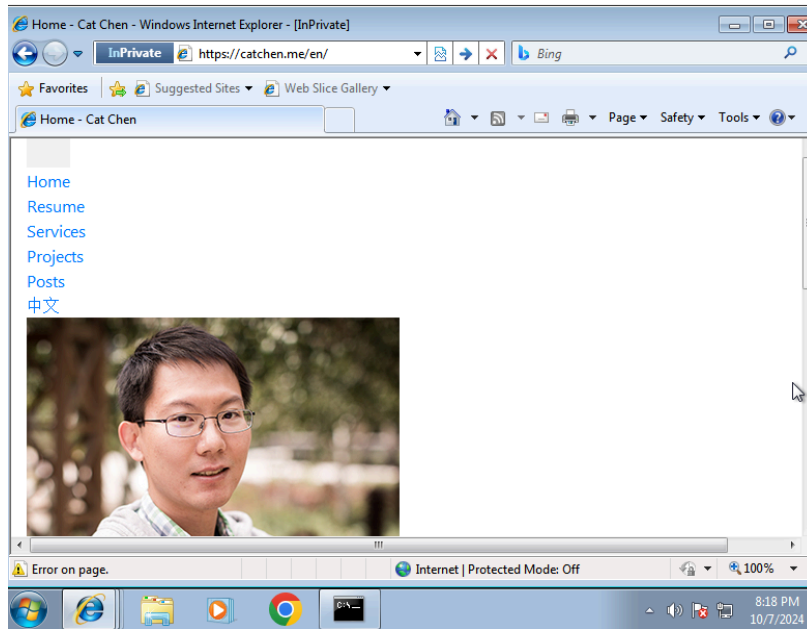 Home - Cat Chen - Windows Internet Explorer - [InPrivate]
InPrivate https://catchen.me/en/ Bing
Favorites Suggested Sites Web Slice Gallery
Home - Cat Chen Page Safety Tools
Home
Resume
Services
Projects
Posts
中文
Error on page. Internet | Protected Mode: Off 100%
C:\
8:18 PM
10/7/2024